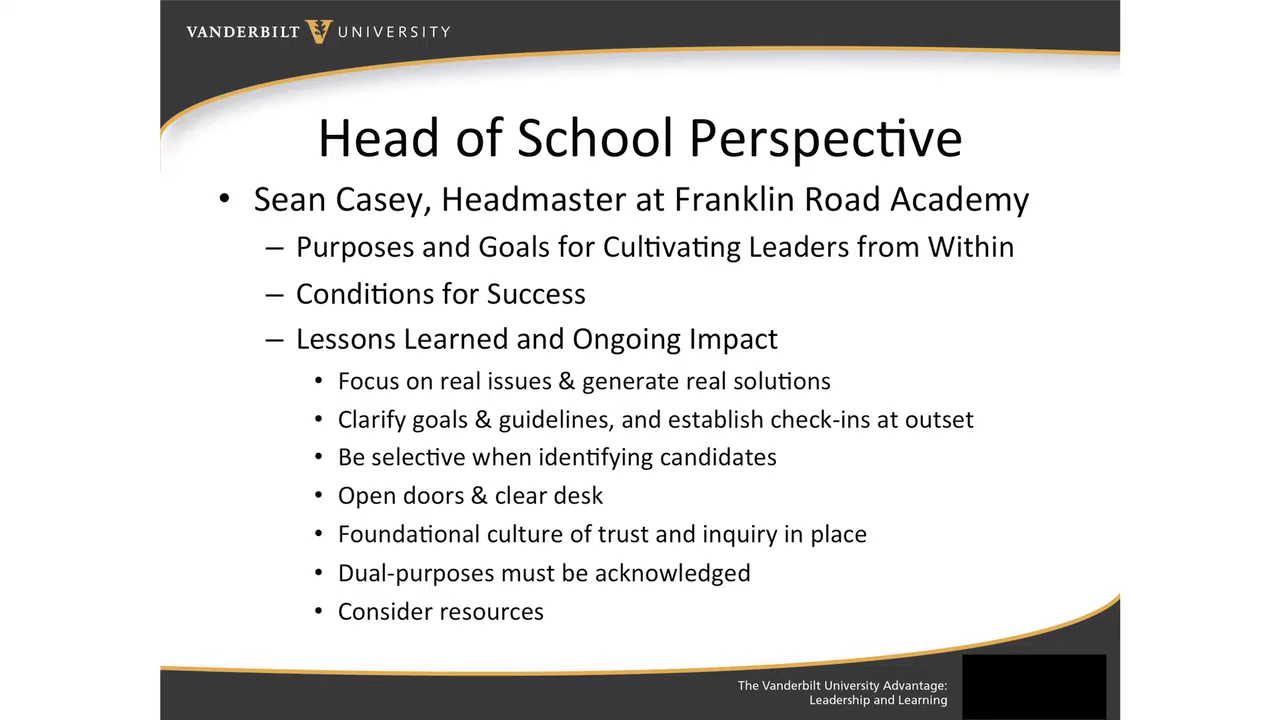 VANDERBILT V UNIVERSITY
Head of School Perspective
• Sean Casey, Headmaster at Franklin Road Academy
– Purposes and Goals for Cultivating Leaders from Within
– Conditions for Success
– Lessons Learned and Ongoing Impact
• Focus on real issues & generate real solutions
• Clarify goals & guidelines, and establish check-ins at outset
• Be selective when identifying candidates
• Open doors & clear desk
• Foundational culture of trust and inquiry in place
• Dual-purposes must be acknowledged
• Consider resources
The Vanderbilt University Advantage:
Leadership and Learning